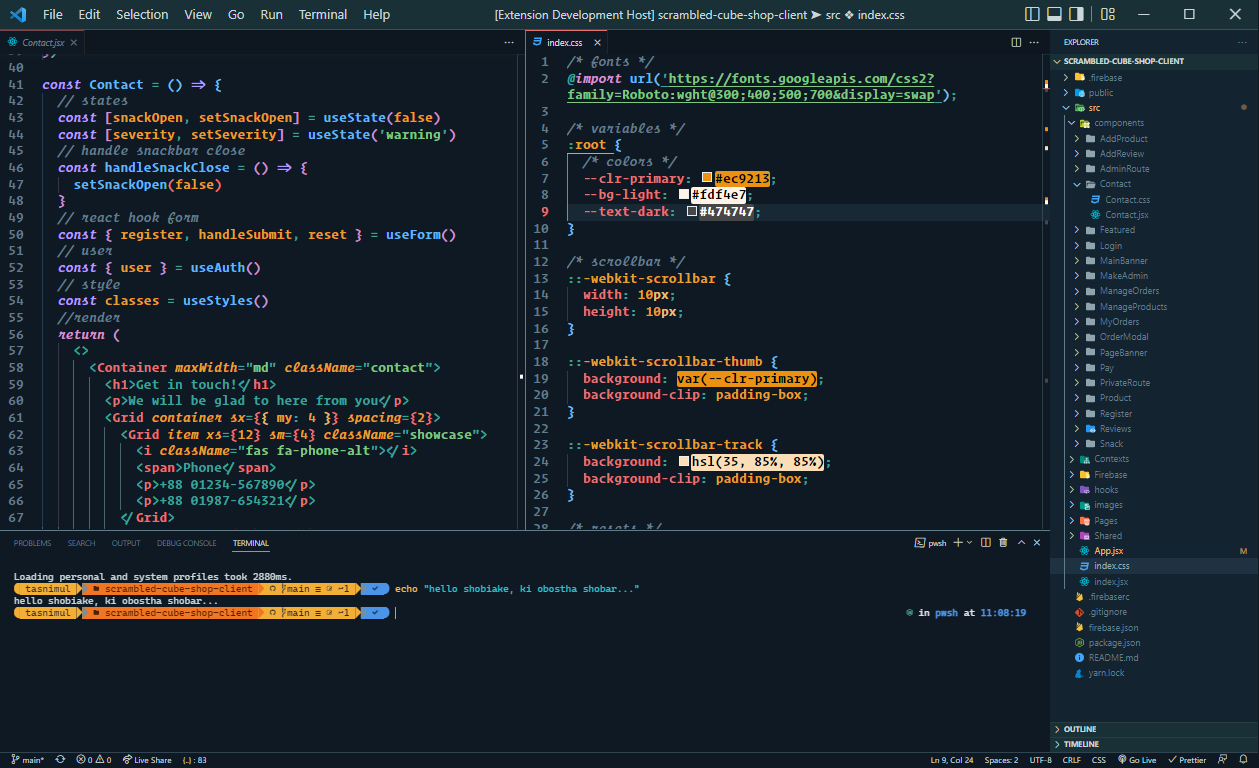 File Edit Selection View Go Run Terminal Help
[Extension Development Host] scrambled-cube-shop-client ➤ src ❖ index.css
Contact.jsx
40
41 const Contact = () => {
42 // states
43 const [snackOpen, setSnackOpen] = useState(false)
44 const [severity, setSeverity] = useState('warning')
45 // handle snackbar close
46 const handleSnackClose = () => {
47 setSnackOpen(false)
48 }
49 // react hook form
50 const { register, handleSubmit, reset } = useForm()
51 // user
52 const { user } = useAuth()
53 // style
54 const classes = useStyles()
55 //render
56 return (
57 <>
58 <Container maxWidth="md" className="contact">
59 <h1>Get in touch!</h1>
60 <p>We will be glad to here from you</p>
61 <Grid container sx={{ my: 4 }} spacing={2}>
62 <Grid item xs={12} sm={4} className="showcase">
63 <i className="fas fa-phone-alt"></i>
64 <span>Phone</span>
65 <p>+88 01234-567890</p>
66 <p>+88 01987-654321</p>
67 </Grid>
index.css
1 /* fonts */
2 @import url('https://fonts.googleapis.com/css2?
family=Roboto:wght@300;400;500;700&display=swap');
3
4 /* variables */
5 :root {
6 /* colors */
7 --clr-primary: #ec9213;
8 --bg-light: #fdf4e7;
9 --text-dark: #474747;
10 }
11
12 /* scrollbar */
13 ::-webkit-scrollbar {
14 width: 10px;
15 height: 10px;
16 }
17
18 ::-webkit-scrollbar-thumb {
19 background: var(--clr-primary);
20 background-clip: padding-box;
21 }
22
23 ::-webkit-scrollbar-track {
24 background: hsl(35, 85%, 85%);
25 background-clip: padding-box;
26 }
27
28 /* resets */
EXPLORER
SCRAMBLED-CUBE-SHOP-CLIENT
.firebase
public
src
components
AddProduct
AddReview
AdminRoute
Contact
Contact.css
Contact.jsx
Featured
Login
MainBanner
MakeAdmin
ManageOrders
ManageProducts
MyOrders
OrderModal
PageBanner
Pay
PrivateRoute
Product
Register
Reviews
Snack
Contexts
Firebase
hooks
images
Pages
Shared
App.jsx M
index.css
index.jsx
.firebaserc
.gitignore
firebase.json
package.json
README.md
yarn.lock
OUTLINE
TIMELINE
PROBLEMS SEARCH OUTPUT DEBUG CONSOLE TERMINAL
pwsh
Loading personal and system profiles took 2880ms.
tasnimul scrambled-cube-shop-client main ≡ ~1 echo "hello shobiake, ki obostha shobar..."
hello shobiake, ki obostha shobar...
tasnimul scrambled-cube-shop-client main ≡ ~1
in pwsh at 11:08:19
main* 0 0 Live Share {..} : 83
Ln 9, Col 24 Spaces: 2 UTF-8 CRLF CSS Go Live Prettier